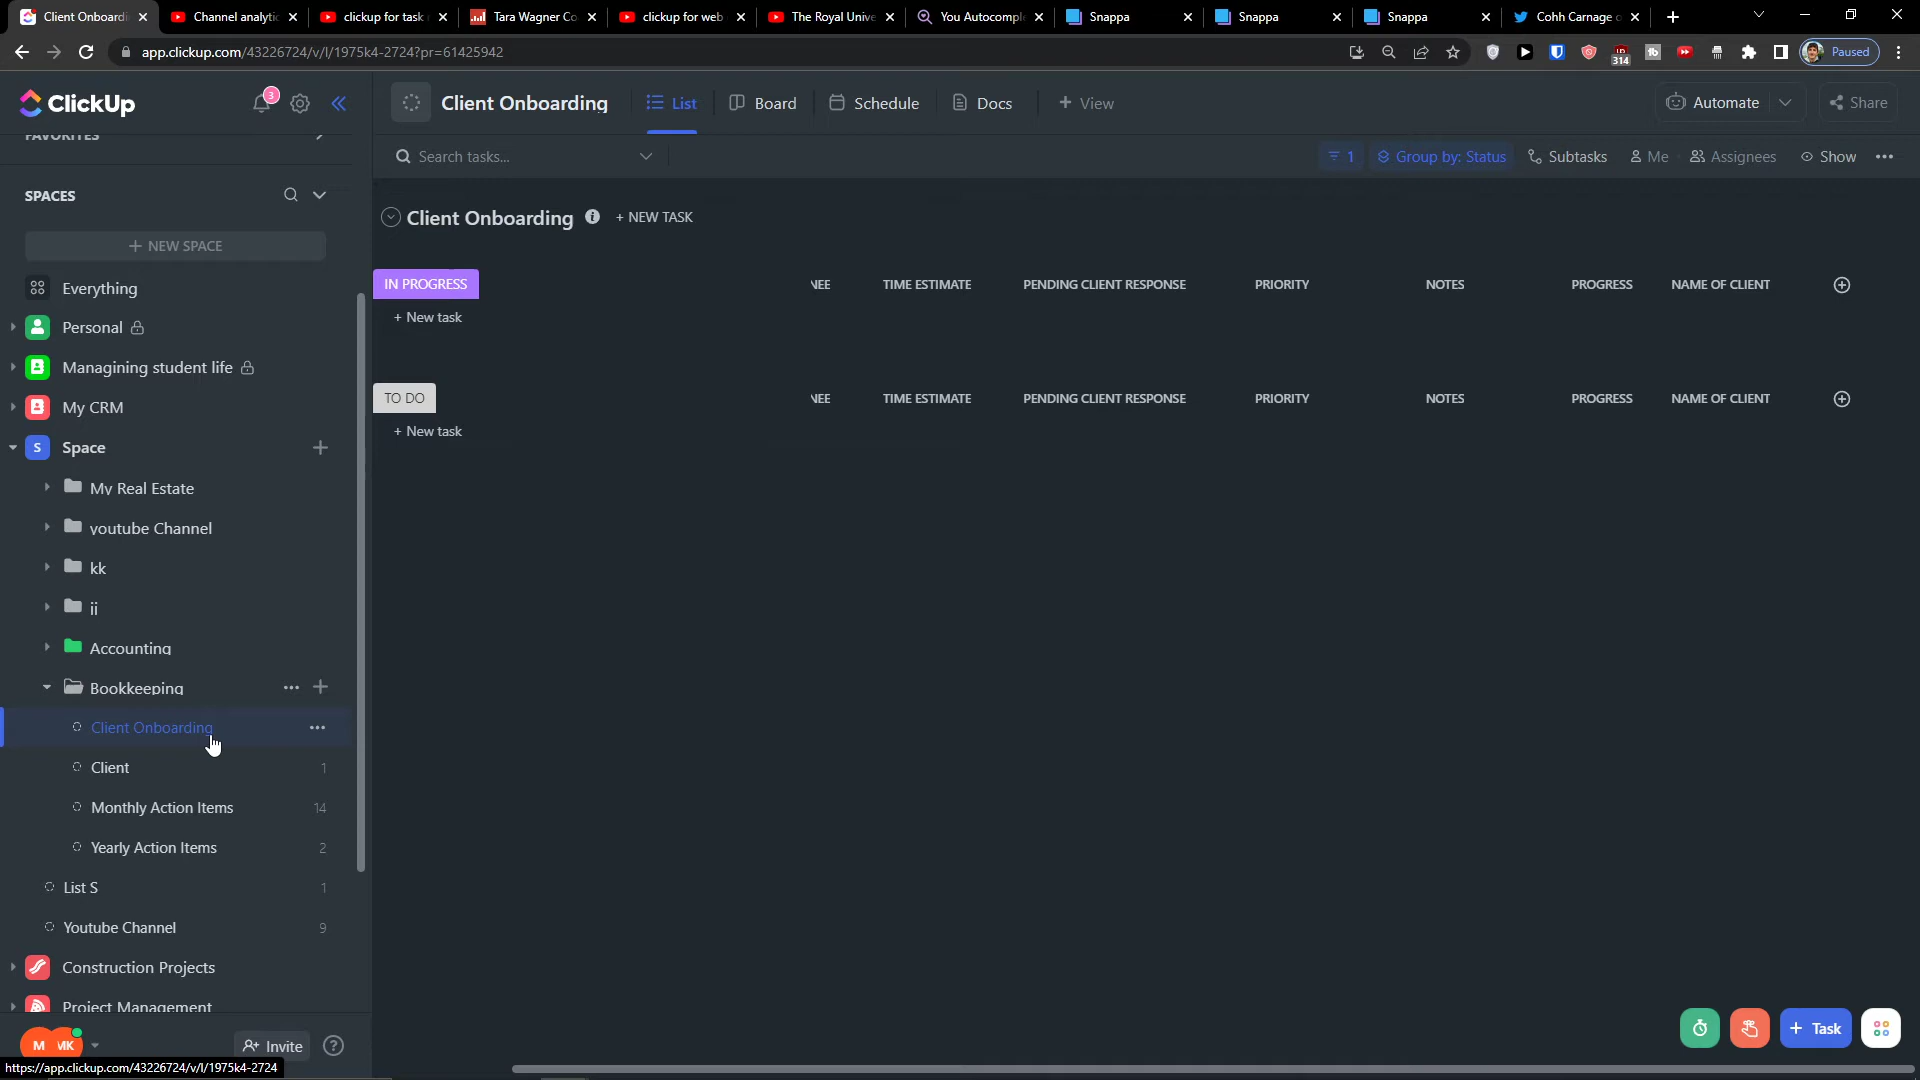 Client Onboardi
Channel analytic
clickup for task
Tara Wagner Co
clickup for web
The Royal Unive
You Autocomple
Snappa
Snappa
Snappa
Cohh Carnage o
app.clickup.com/43226724/v/l/1975k4-2724?pr=61425942
314
Paused
ClickUp
3
Client Onboarding
List
Board
Schedule
Docs
+ View
Automate
Share
FAVORITES
Search tasks...
1
Group by: Status
Subtasks
Me
Assignees
Show
SPACES
+ NEW SPACE
Everything
Personal
Managining student life
My CRM
S Space
My Real Estate
youtube Channel
kk
ii
Accounting
Bookkeeping
Client Onboarding
Client 1
Monthly Action Items 14
Yearly Action Items 2
List S 1
Youtube Channel 9
Construction Projects
Project Management
M MK
Invite
?
https://app.clickup.com/43226724/v/l/1975k4-2724
Client Onboarding
+ NEW TASK
IN PROGRESS
NEE TIME ESTIMATE PENDING CLIENT RESPONSE PRIORITY NOTES PROGRESS NAME OF CLIENT
+ New task
TO DO
NEE TIME ESTIMATE PENDING CLIENT RESPONSE PRIORITY NOTES PROGRESS NAME OF CLIENT
+ New task
+ Task